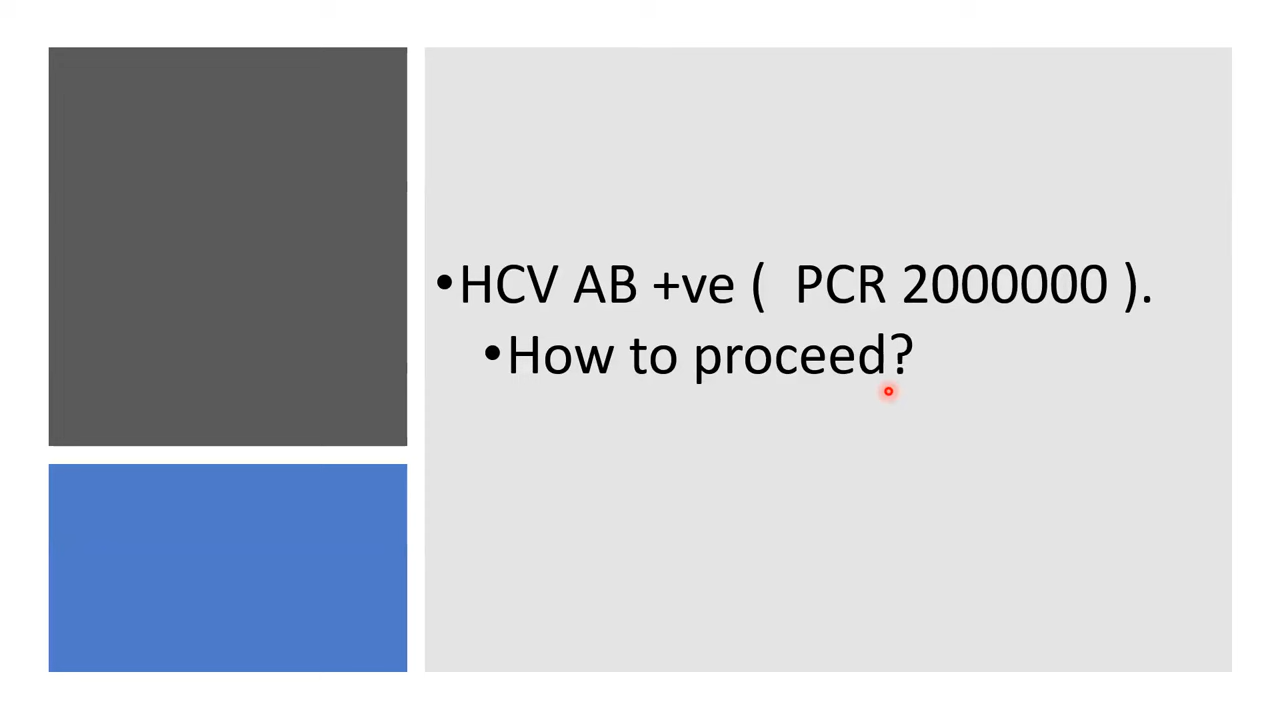 •HCV AB +ve ( PCR 2000000 ).
•How to proceed?